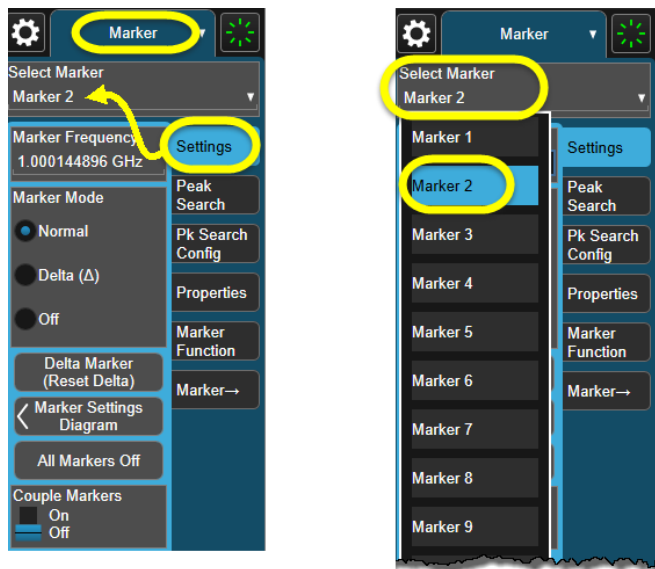 Marker
Select Marker
Marker 2
Marker Frequency
1.000144896 GHz
Marker Mode
Normal
Delta (Δ)
Off
Delta Marker
(Reset Delta)
Marker Settings
Diagram
All Markers Off
Couple Markers
On
Off
Settings
Peak
Search
Pk Search
Config
Properties
Marker
Function
Marker→
Marker
Select Marker
Marker 2
Marker 1
Marker 2
Marker 3
Marker 4
Marker 5
Marker 6
Marker 7
Marker 8
Marker 9
Settings
Peak
Search
Pk Search
Config
Properties
Marker
Function
Marker→